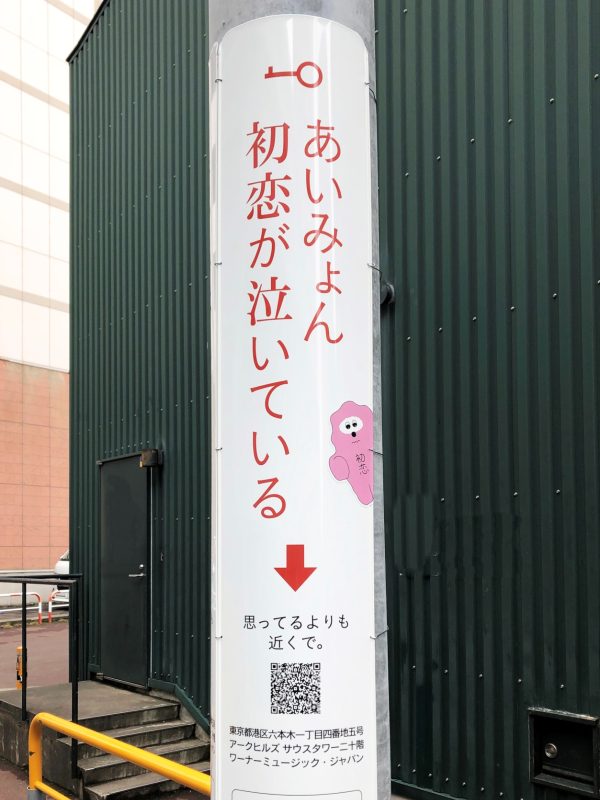 あいみょん
初恋が泣いている
初恋
思ってるよりも
近くで。
東京都港区六本木一丁目四番地五号
アークヒルズ サウスタワー二十階
ワーナーミュージック・ジャパン